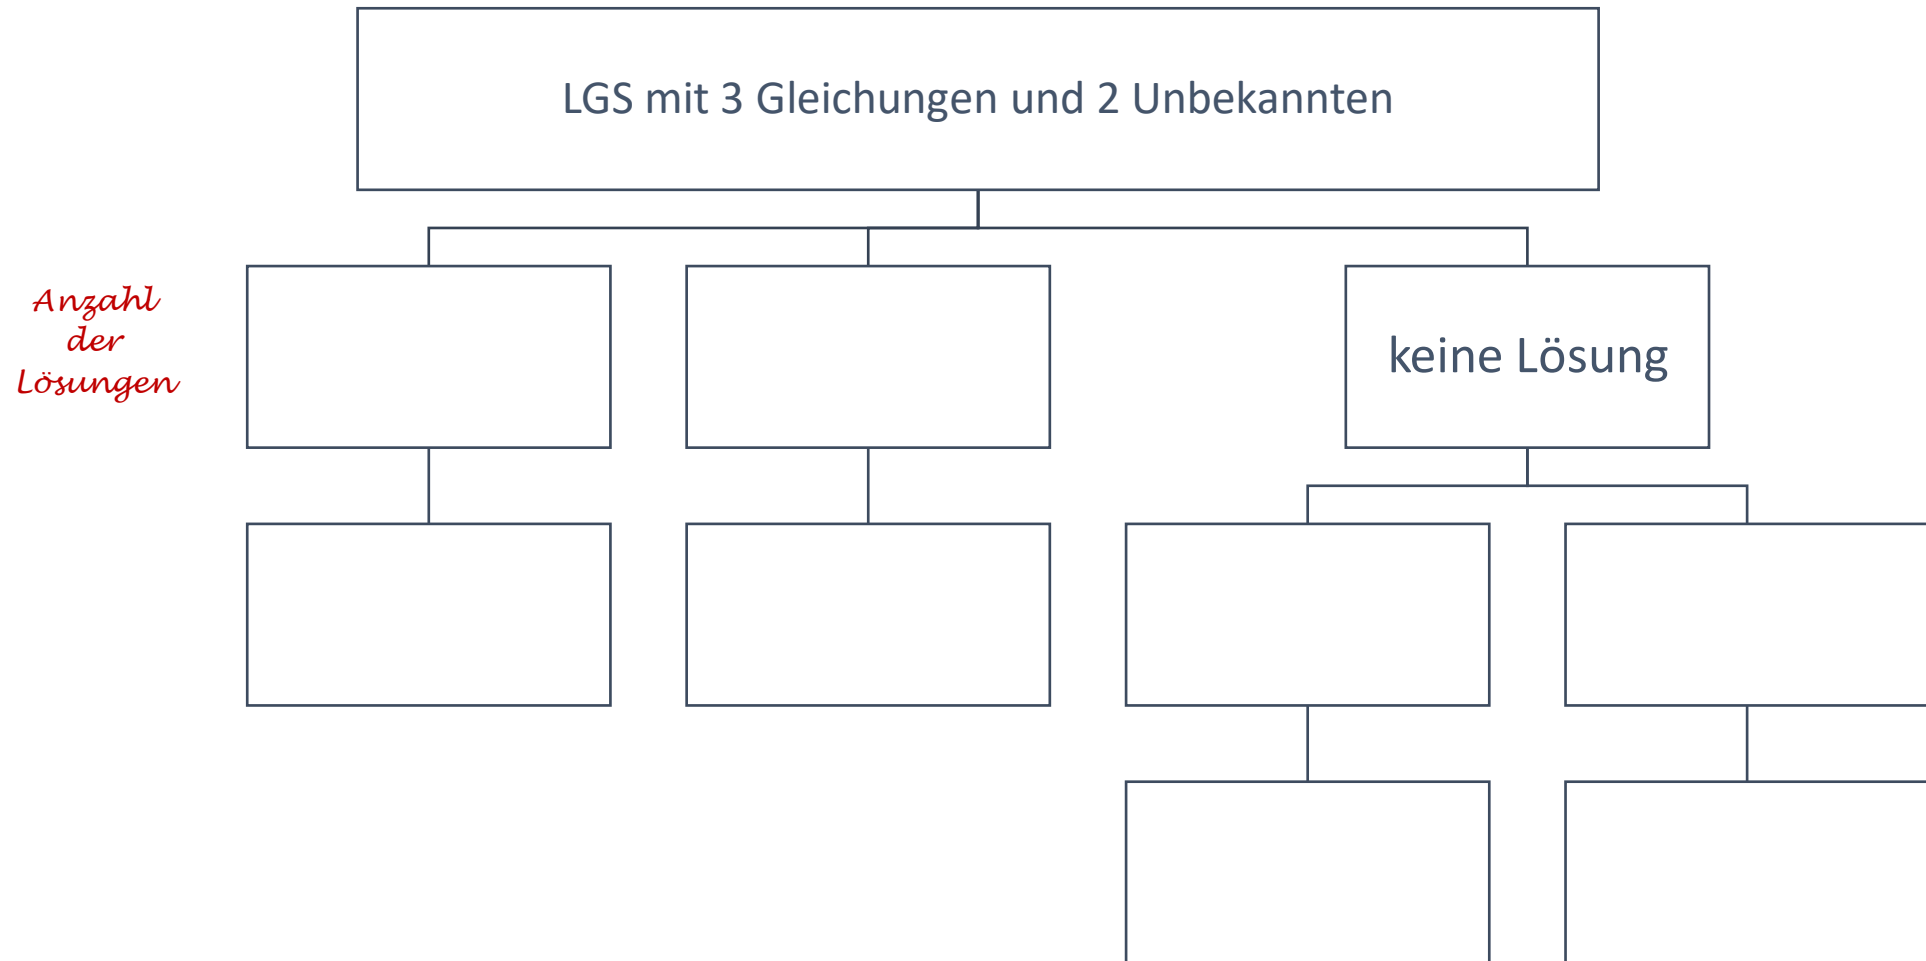 LGS mit 3 Gleichungen und 2 Unbekannten
Anzahl
der
Lösungen
keine Lösung